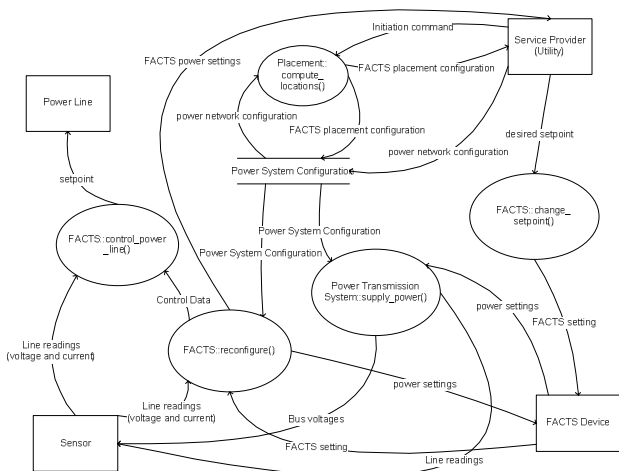 Initiation command
Service Provider
(Utility)
FACTS power settings
Placement::
compute_
locations()
FACTS placement configuration
Power Line
power network configuration
FACTS placement configuration
desired setpoint
power network configuration
Power System Configuration
setpoint
FACTS::change_
setpoint()
Power System Configuration
FACTS::control_power
_line()
Power System Configuration
Power Transmission
System::supply_power()
Control Data
power settings
FACTS setting
Line readings
(voltage and current)
FACTS::reconfigure()
power settings
Line readings
(voltage and current)
Bus voltages
FACTS Device
Sensor
FACTS setting
Line readings